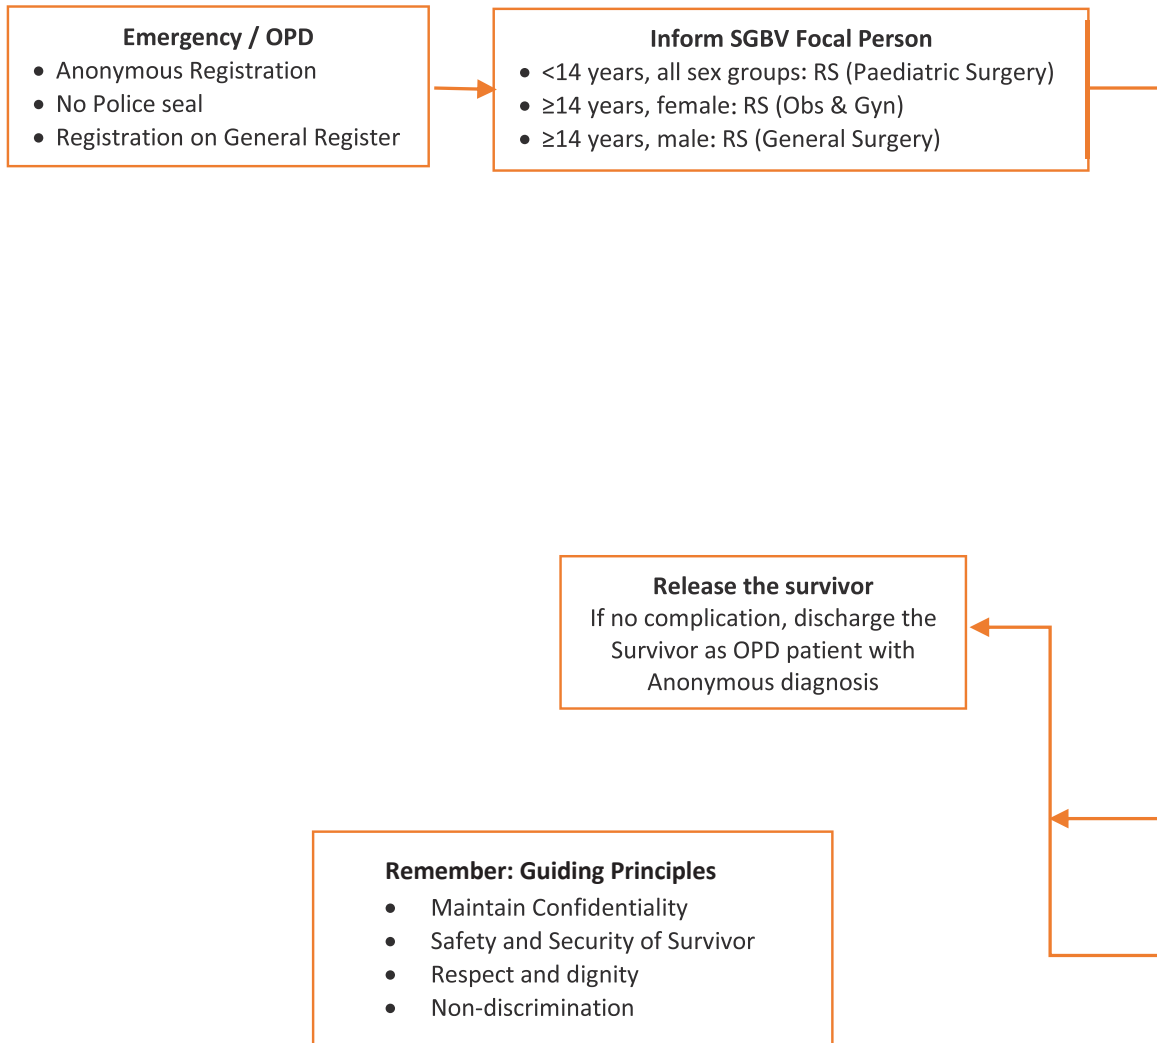 Emergency / OPD
• Anonymous Registration
• No Police seal
• Registration on General Register
Inform SGBV Focal Person
• <14 years, all sex groups: RS (Paediatric Surgery)
• ≥14 years, female: RS (Obs & Gyn)
• ≥14 years, male: RS (General Surgery)
Release the survivor
If no complication, discharge the
Survivor as OPD patient with
Anonymous diagnosis
Remember: Guiding Principles
• Maintain Confidentiality
• Safety and Security of Survivor
• Respect and dignity
• Non-discrimination